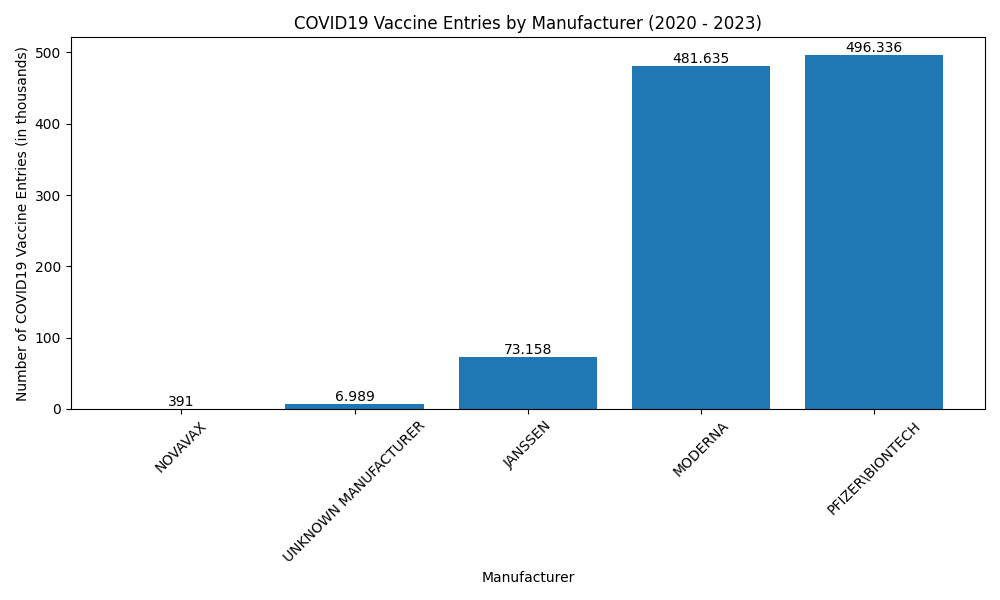 COVID19 Vaccine Entries by Manufacturer (2020 - 2023)
Number of COVID19 Vaccine Entries (in thousands)
500
400
300
200
100
0
391
6.989
73.158
481.635
496.336
NOVAVAX
UNKNOWN MANUFACTURER
JANSSEN
MODERNA
PFIZER\BIONTECH
Manufacturer